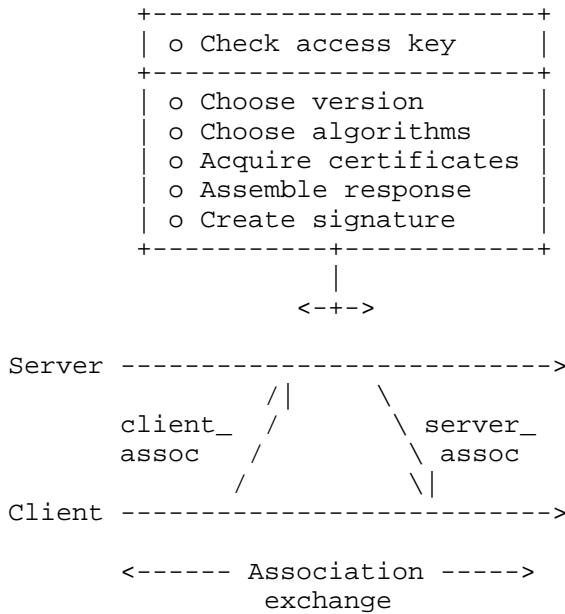 +-------------------------+
| o Check access key      |
+-------------------------+
| o Choose version        |
| o Choose algorithms     |
| o Acquire certificates  |
| o Assemble response     |
| o Create signature      |
+-----------+-------------+
            |
          <-+->
Server --------------------------->
                /|     \
       client_  /       \ server_
       assoc   /         \ assoc
              /           \|
Client --------------------------->
       <------ Association ----->
               exchange